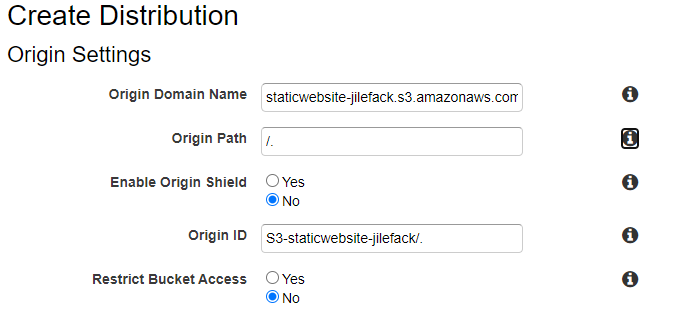 Create Distribution
Origin Settings
Origin Domain Name staticwebsite-jilefack.s3.amazonaws.com
Origin Path /.
Enable Origin Shield Yes
No
Origin ID S3-staticwebsite-jilefack/.
Restrict Bucket Access Yes
No